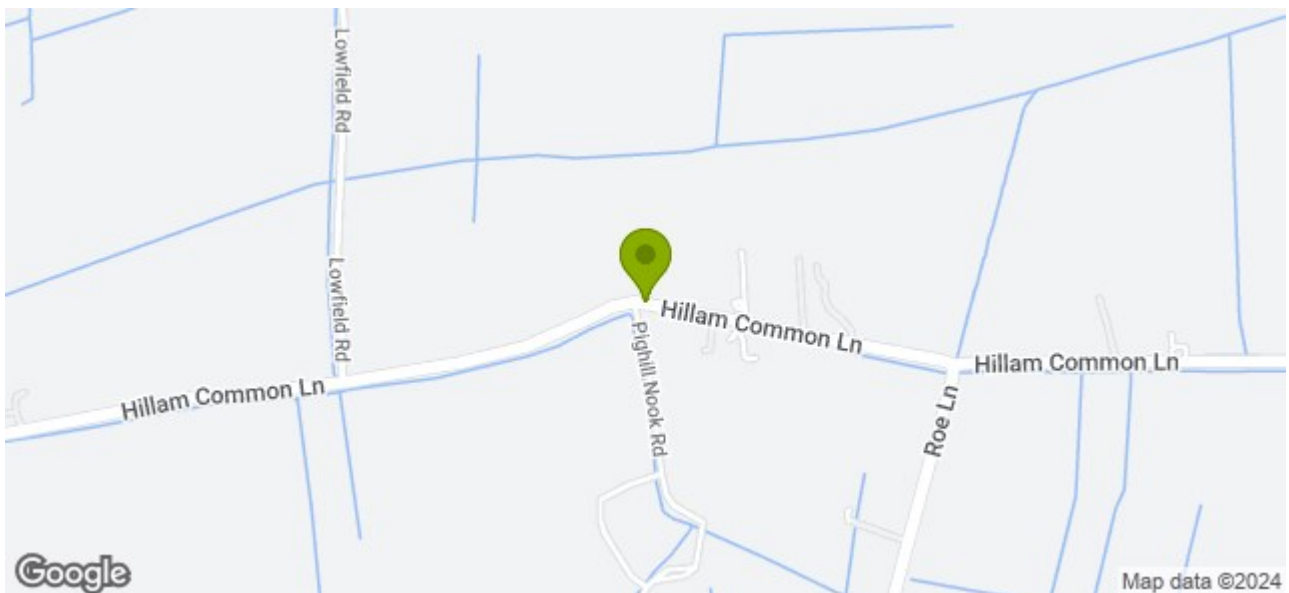 Lowfield Rd
Lowfield Rd
Hillam Common Ln
Pighill Nook Rd
Hillam Common Ln
Hillam Common Ln
Roe Ln
Google
Map data ©2024